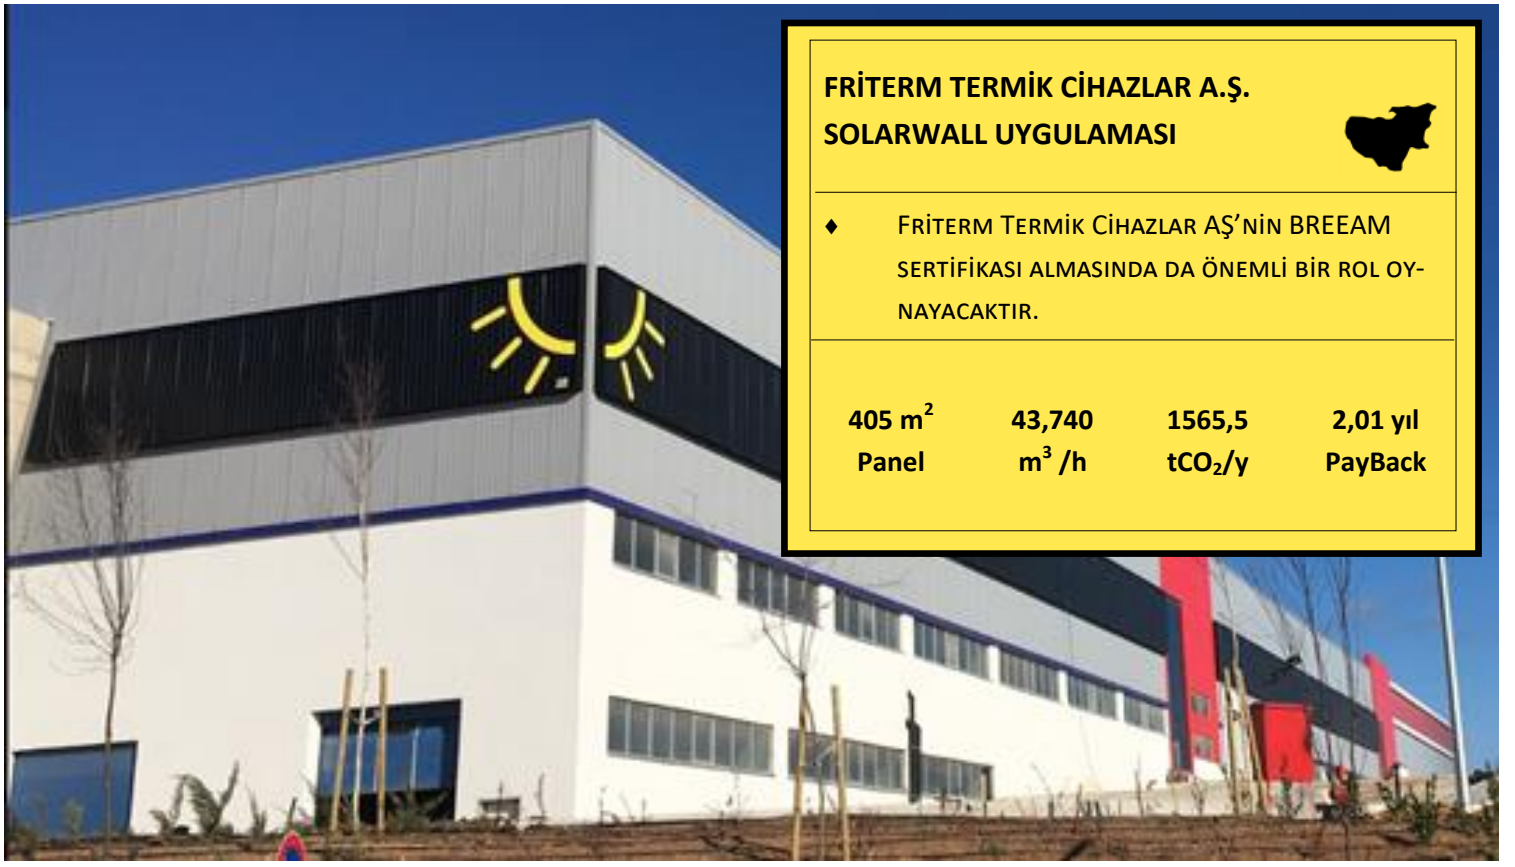 FRİTERM TERMİK CİHAZLAR A.Ş.
SOLARWALL UYGULAMASI
♦ FRİTERM TERMİK CİHAZLAR AŞ’NİN BREEAM
SERTİFİKASI ALMASINDA DA ÖNEMLİ BİR ROL OY-
NAYACAKTIR.
405 m² 43,740 1565,5 2,01 yıl
Panel m³ /h tCO₂/y PayBack